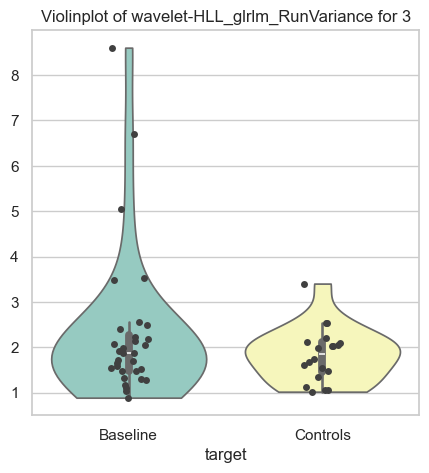 Violinplot of wavelet-HLL_glrlm_RunVariance for 3
8
7
6
5
4
3
2
1
Baseline
Controls
target